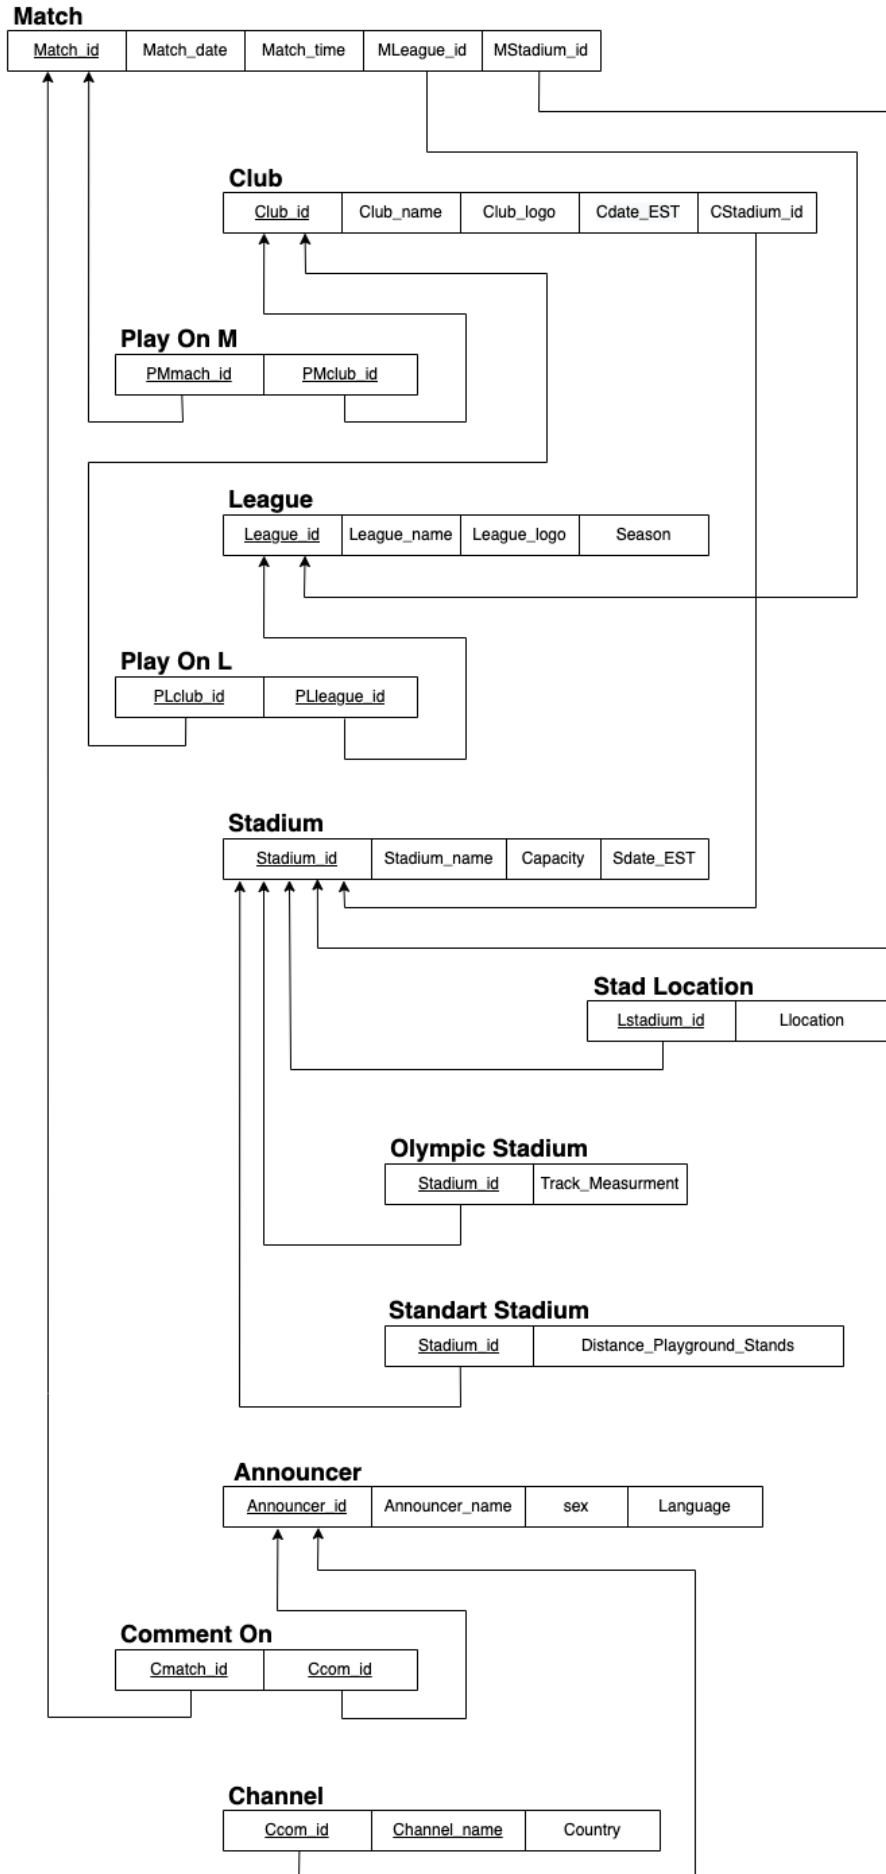 Match
Match_id Match_date Match_time MLeague_id MStadium_id
Club
Club_id Club_name Club_logo Cdate_EST CStadium_id
Play On M
PMmach_id PMclub_id
League
League_id League_name League_logo Season
Play On L
PLclub_id PLleague_id
Stadium
Stadium_id Stadium_name Capacity Sdate_EST
Stad Location
Lstadium_id Llocation
Olympic Stadium
Stadium_id Track_Measurment
Standart Stadium
Stadium_id Distance_Playground_Stands
Announcer
Announcer_id Announcer_name sex Language
Comment On
Cmatch_id Ccom_id
Channel
Ccom_id Channel_name Country